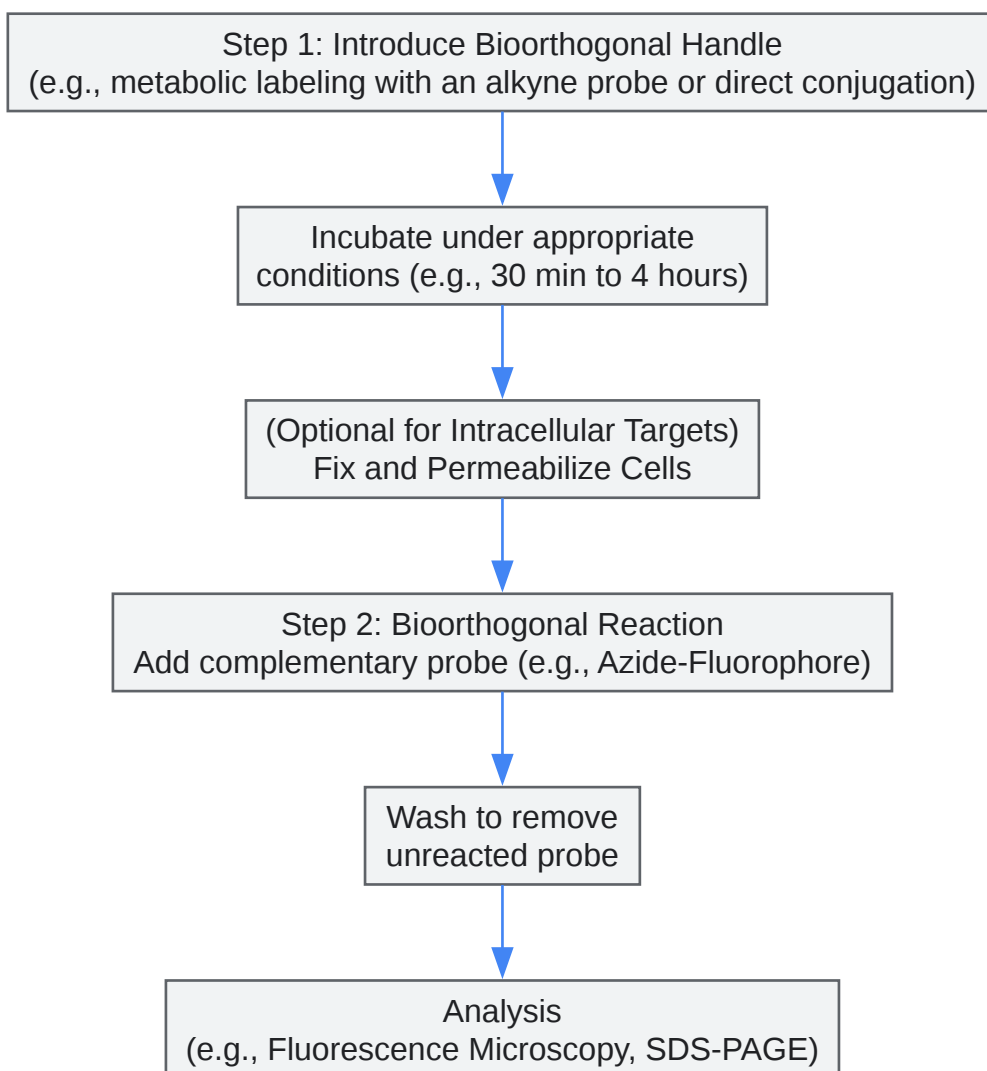 Step 1: Introduce Bioorthogonal Handle
(e.g., metabolic labeling with an alkyne probe or direct conjugation)
Incubate under appropriate
conditions (e.g., 30 min to 4 hours)
(Optional for Intracellular Targets)
Fix and Permeabilize Cells
Step 2: Bioorthogonal Reaction
Add complementary probe (e.g., Azide-Fluorophore)
Wash to remove
unreacted probe
Analysis
(e.g., Fluorescence Microscopy, SDS-PAGE)